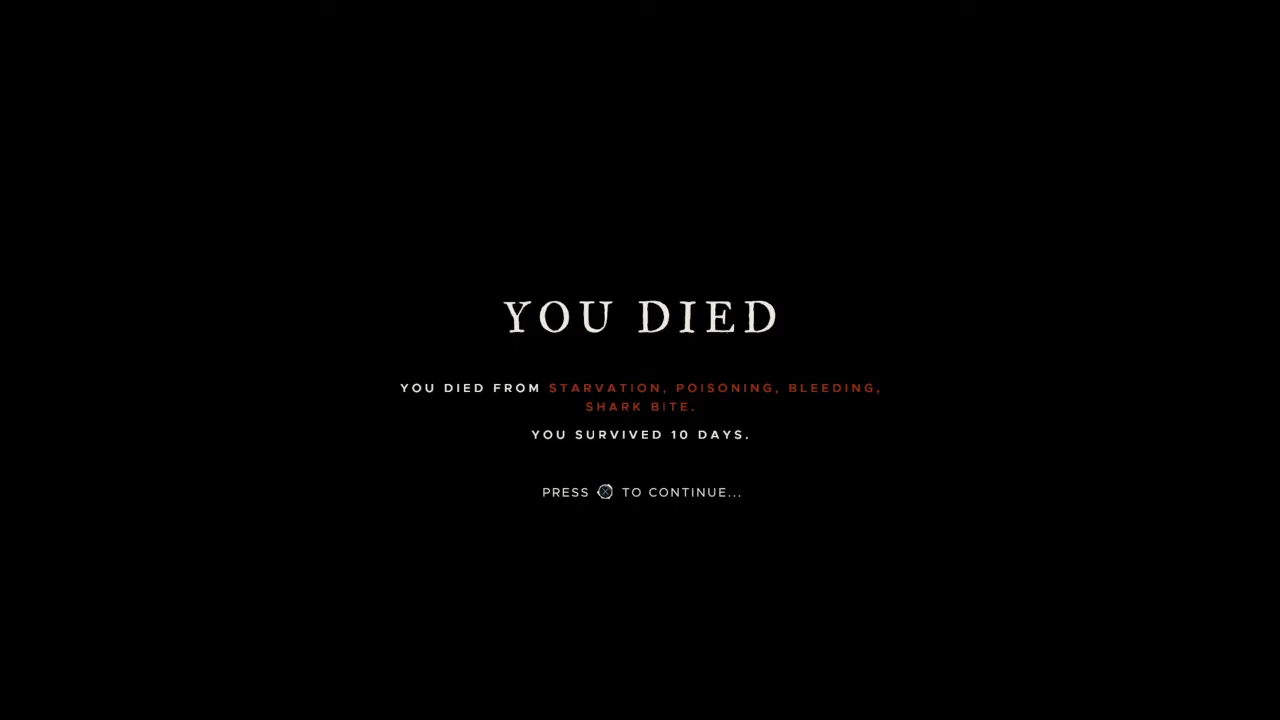 YOU DIED
YOU DIED FROM STARVATION, POISONING, BLEEDING,
SHARK BITE.
YOU SURVIVED 10 DAYS.
PRESS TO CONTINUE...